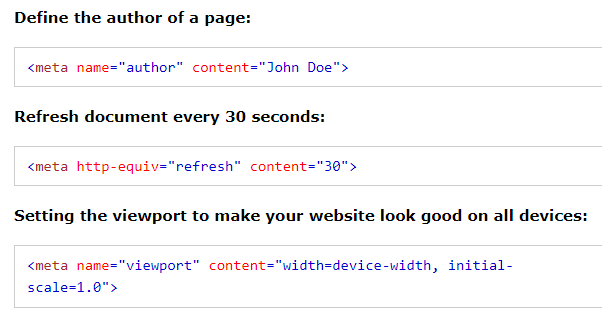 Define the author of a page:
<meta name="author" content="John Doe">
Refresh document every 30 seconds:
<meta http-equiv="refresh" content="30">
Setting the viewport to make your website look good on all devices:
<meta name="viewport" content="width=device-width, initial-
scale=1.0">